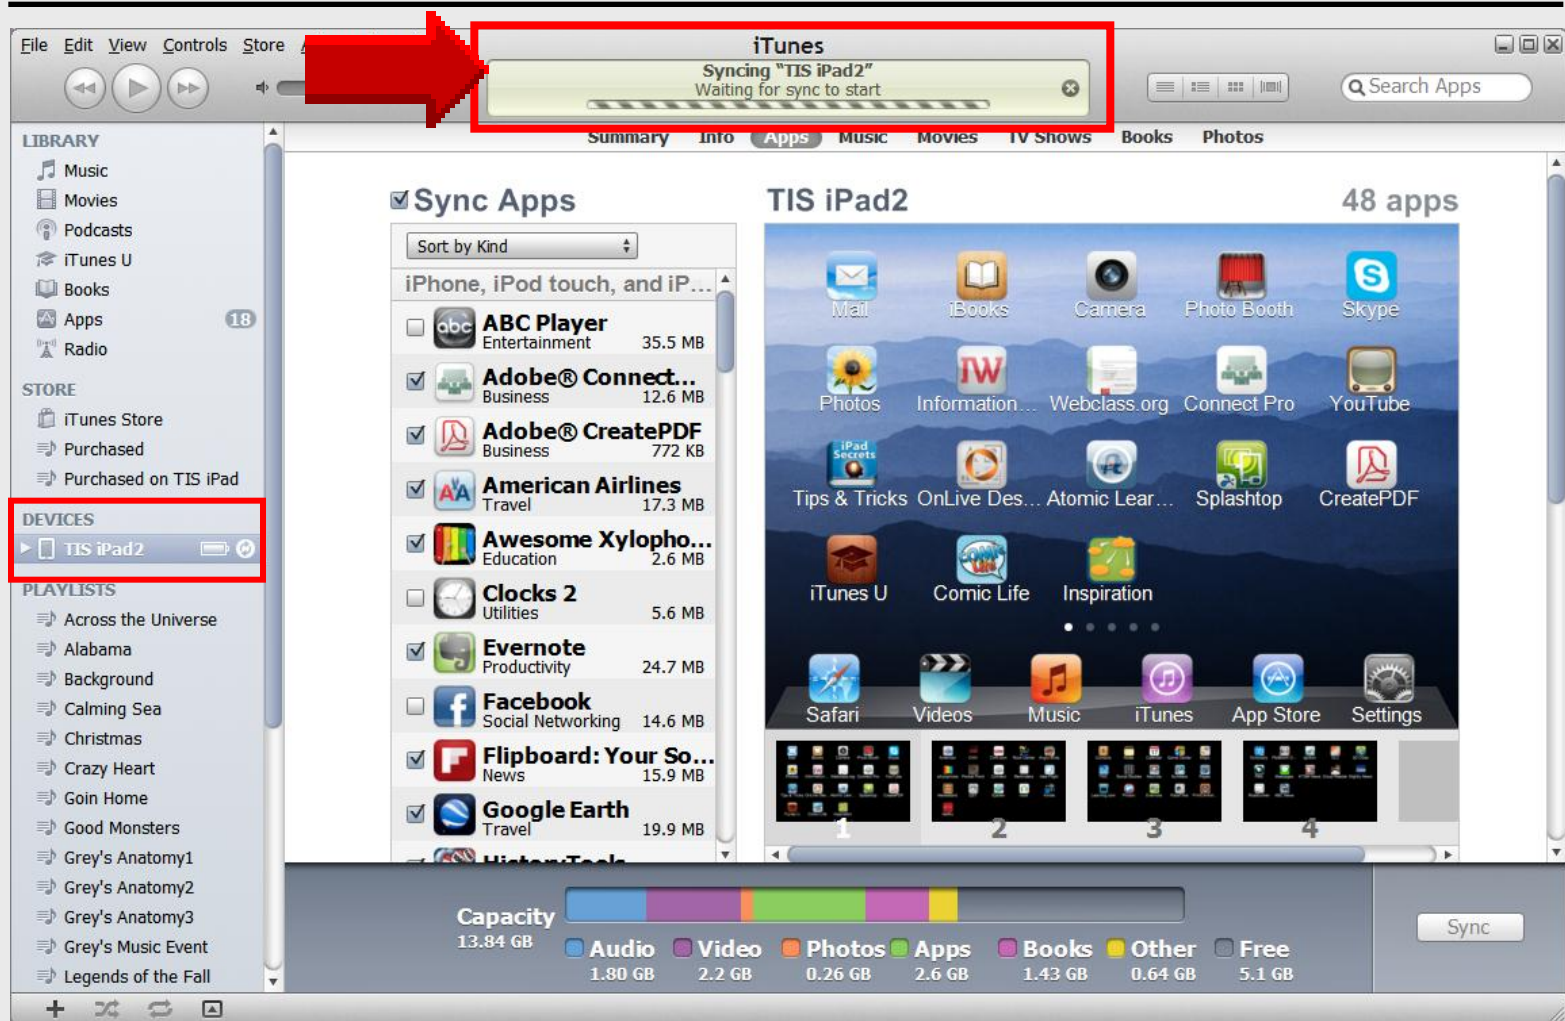 File Edit View Controls Store
iTunes
Syncing “TIS iPad2”
Waiting for sync to start
Search Apps
Summary Info Apps Music Movies TV Shows Books Photos
LIBRARY
Music
Movies
Podcasts
iTunes U
Books
Apps 18
Radio
STORE
iTunes Store
Purchased
Purchased on TIS iPad
DEVICES
TIS iPad2
PLAYLISTS
Across the Universe
Alabama
Background
Calming Sea
Christmas
Crazy Heart
Goin Home
Good Monsters
Grey's Anatomy1
Grey's Anatomy2
Grey's Anatomy3
Grey's Music Event
Legends of the Fall
Sync Apps
Sort by Kind
iPhone, iPod touch, and iP...
abc
ABC Player
Entertainment 35.5 MB
Adobe® Connect...
Business 12.6 MB
Adobe® CreatePDF
Business 772 KB
AA
American Airlines
Travel 17.3 MB
Awesome Xylopho...
Education 2.6 MB
Clocks 2
Utilities 5.6 MB
Evernote
Productivity 24.7 MB
Facebook
Social Networking 14.6 MB
Flipboard: Your So...
News 15.9 MB
Google Earth
Travel 19.9 MB
HistoryTools
TIS iPad2 48 apps
Mail iBooks Camera Photo Booth Skype
IW
Photos Information... Webclass.org Connect Pro YouTube
iPad
Secrets
Tips & Tricks OnLive Des... Atomic Lear... Splashtop CreatePDF
iTunes U Comic Life Inspiration
Safari Videos Music iTunes App Store Settings
1 2 3 4
Capacity
13.84 GB
Audio Video Photos Apps Books Other Free
1.80 GB 2.2 GB 0.26 GB 2.6 GB 1.43 GB 0.64 GB 5.1 GB
Sync